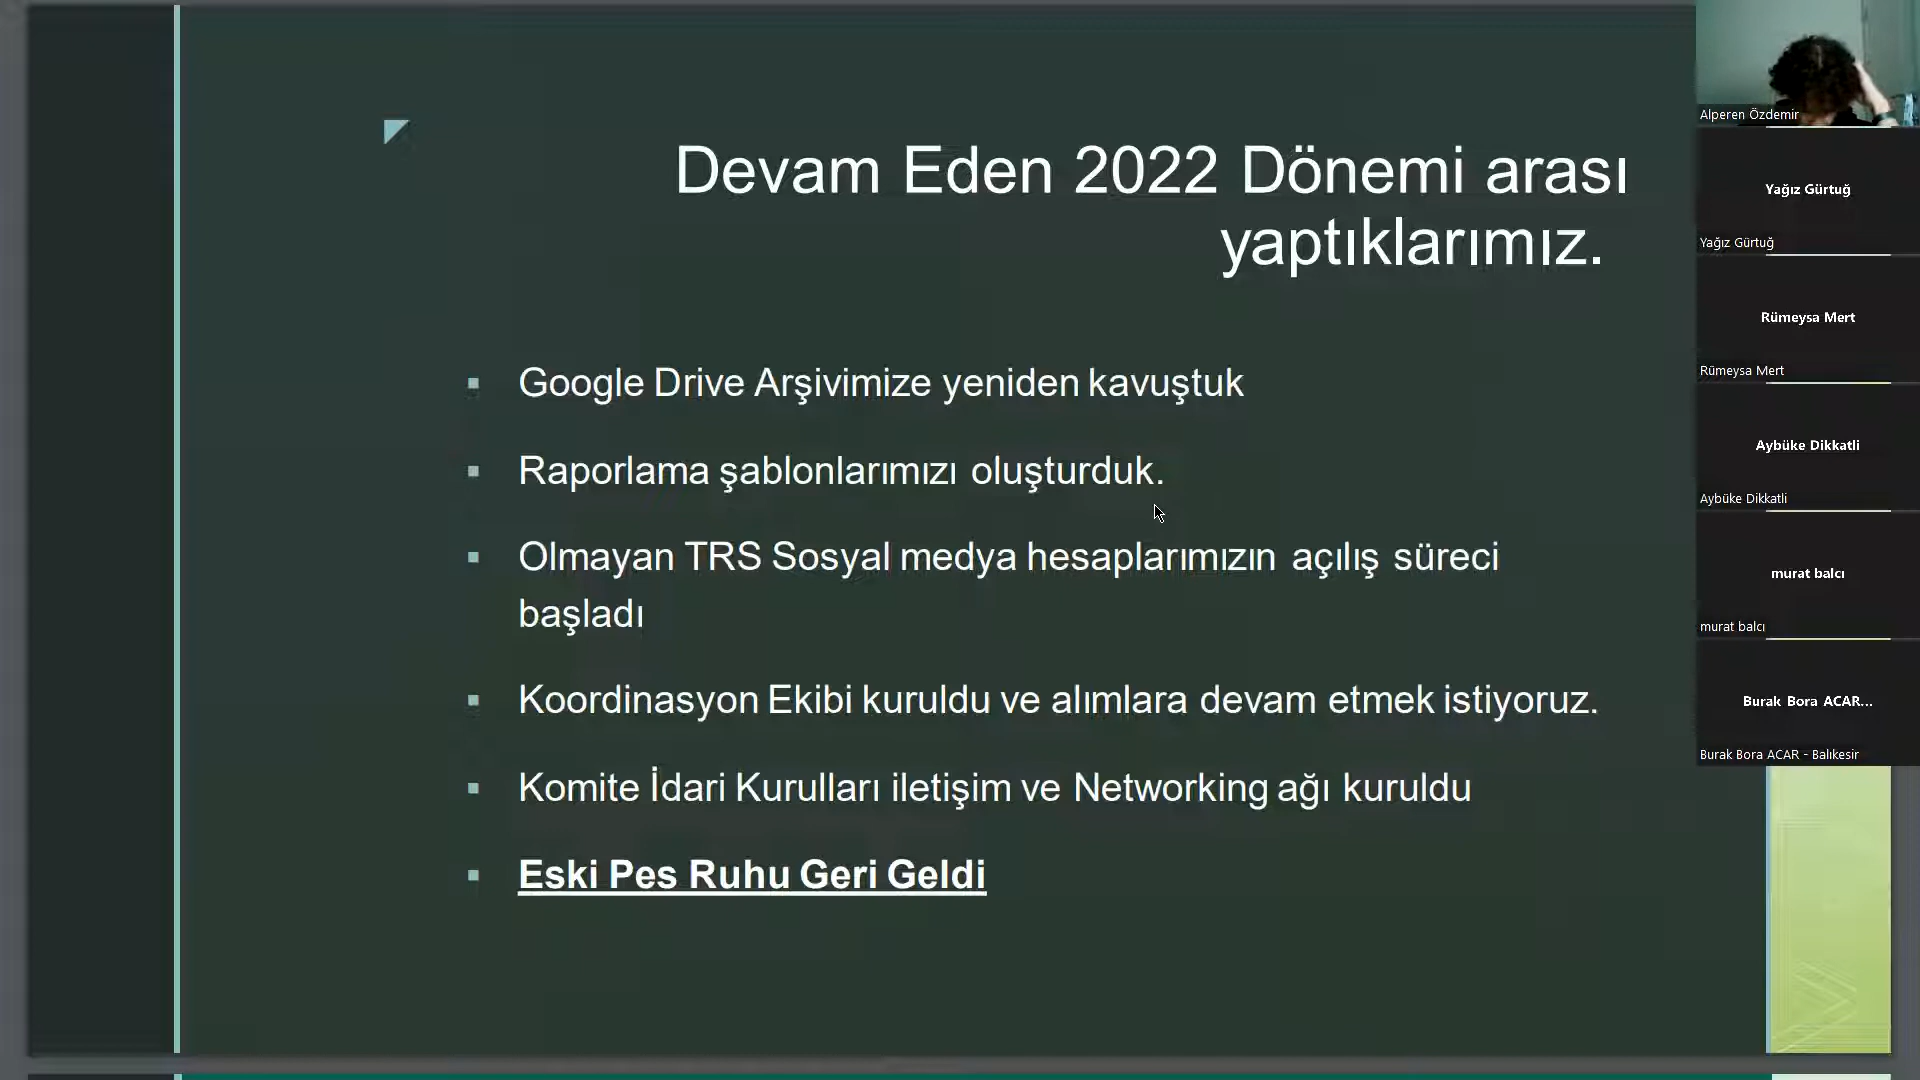 Devam Eden 2022 Dönemi arası
yaptıklarımız.
Google Drive Arşivimize yeniden kavuştuk
Raporlama şablonlarımızı oluşturduk.
Olmayan TRS Sosyal medya hesaplarımızın açılış süreci
başladı
Koordinasyon Ekibi kuruldu ve alımlara devam etmek istiyoruz.
Komite İdari Kurulları iletişim ve Networking ağı kuruldu
Eski Pes Ruhu Geri Geldi
Alperen Özdemir
Yağız Gürtuğ
Yağız Gürtuğ
Rümeysa Mert
Rümeysa Mert
Aybüke Dikkatli
Aybüke Dikkatli
murat balcı
murat balcı
Burak Bora ACAR...
Burak Bora ACAR - Balıkesir